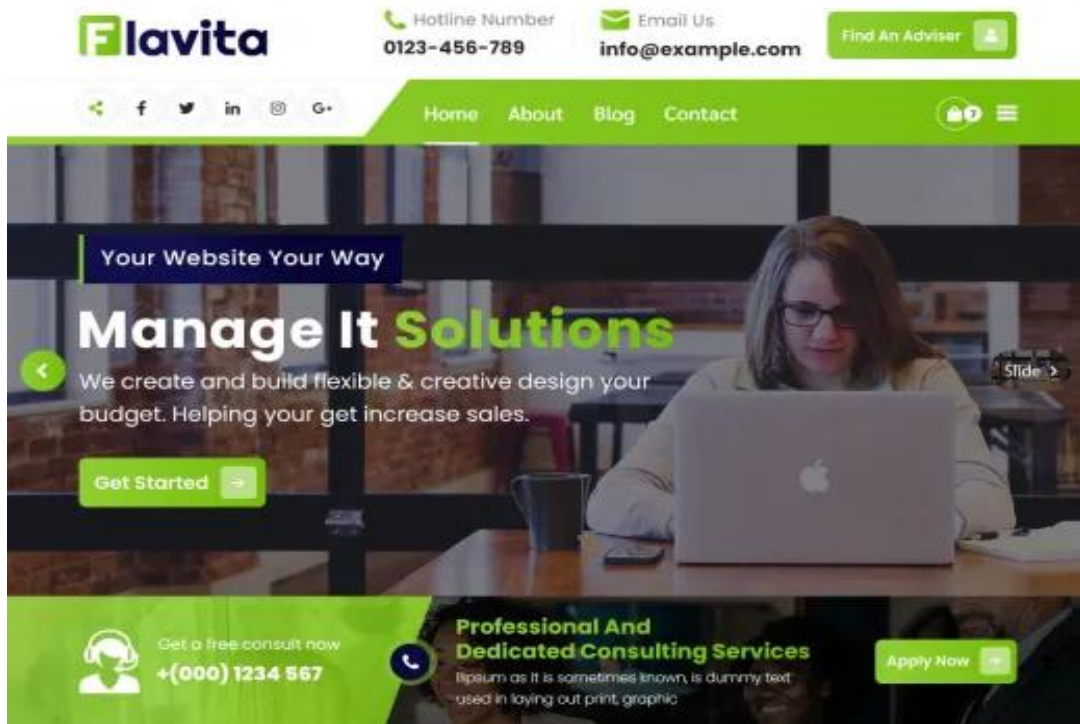 Flavita
Hotline Number
0123-456-789
Email Us
info@example.com
Find An Adviser
f in G+
Home About Blog Contact
Your Website Your Way
Manage It Solutions
We create and build flexible & creative design your
budget. Helping your get increase sales.
Slide
Get Started
Get a free consult now
+(000) 1234 567
Professional And
Dedicated Consulting Services
as it is sometimes known, is dummy text
used in laying out print, graphic
Apply Now